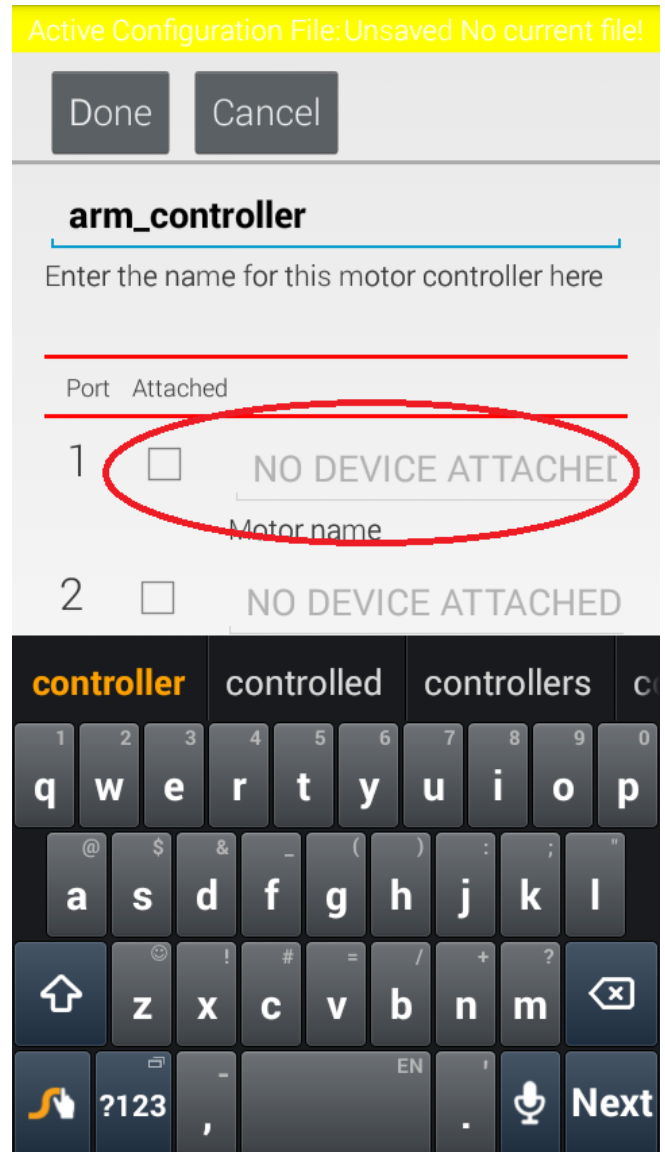 Active Configuration File:Unsaved No current file!
Done Cancel
arm_controller
Enter the name for this motor controller here
Port Attached
1 NO DEVICE ATTACHED
Motor name
2 NO DEVICE ATTACHED
controller controlled controllers co
1 2 3 4 5 6 7 8 9 0
q w e r t y u i o p
@ $ & _ ( ) : ; "
a s d f g h j k l
! # = / + ?
z x c v b n m
- EN '
?123 , . Next